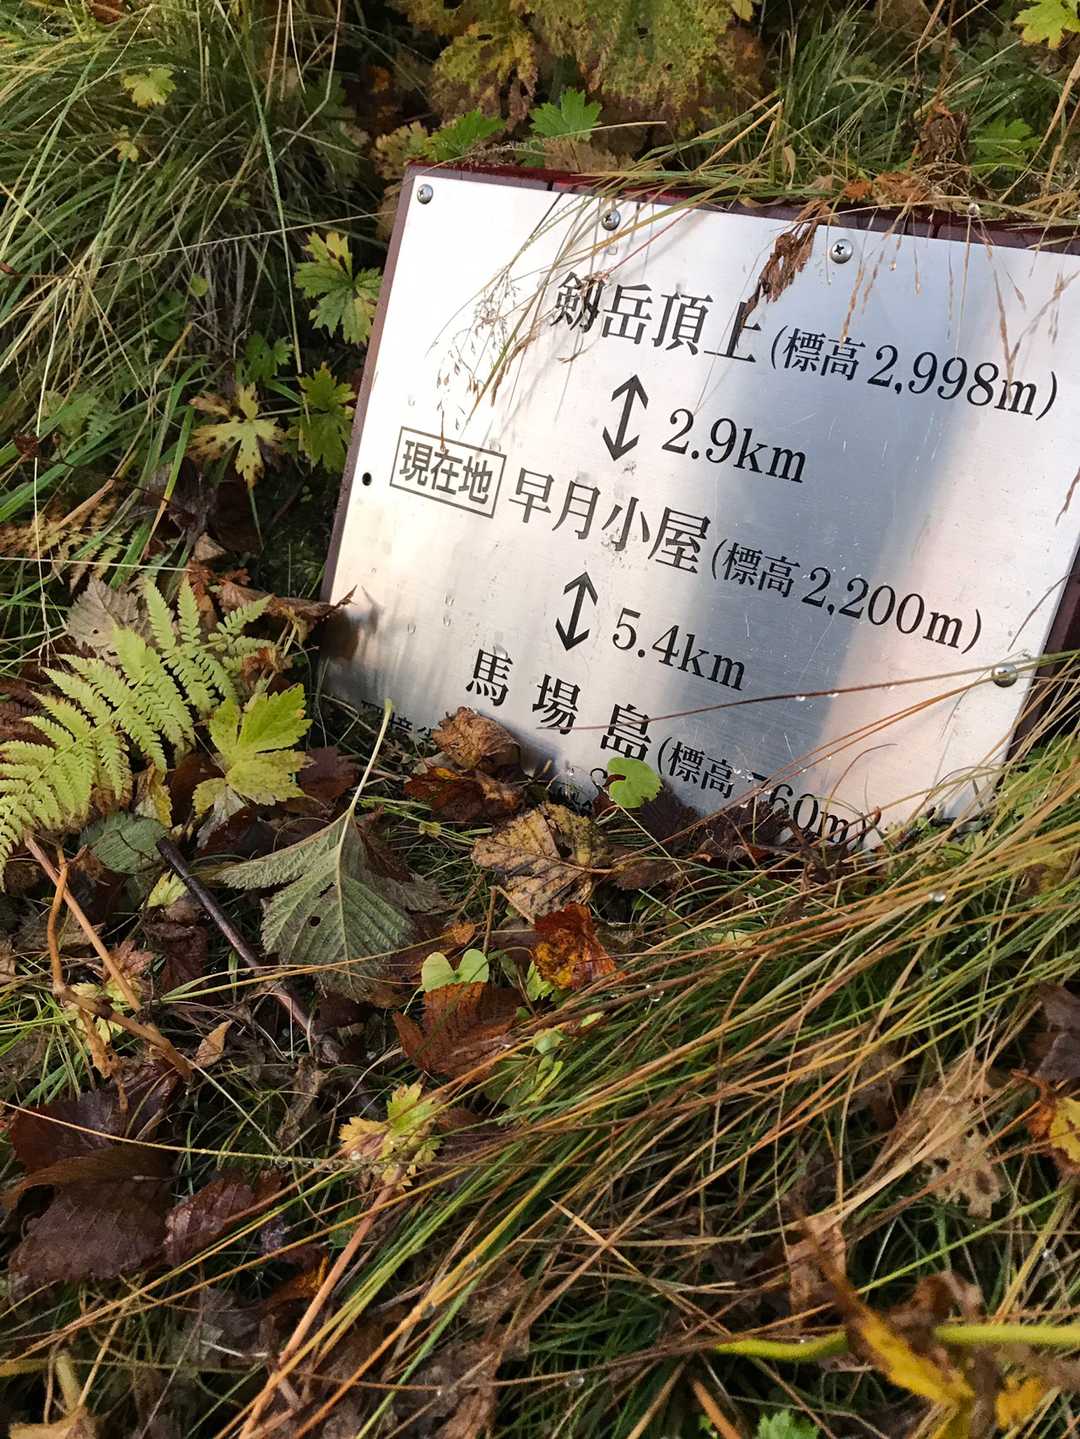 剱岳頂上(標高2,998m)
2.9km
現在地 早月小屋(標高2,200m)
5.4km
馬場島(標高 60m)